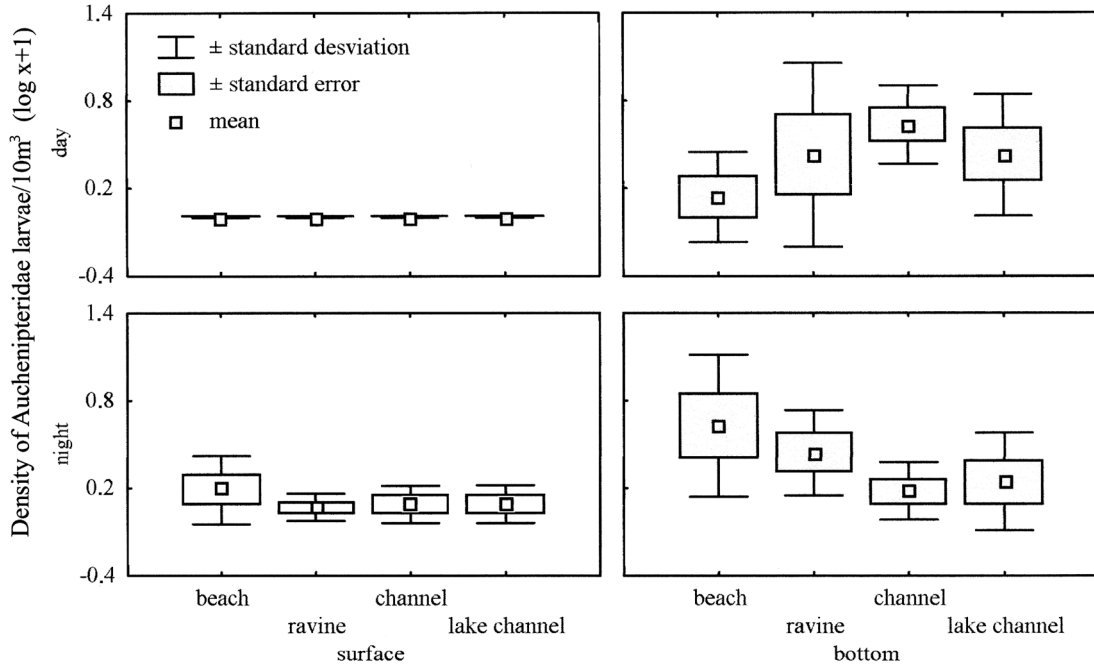 Density of Auchenipteridae larvae/10m³ (log x+1)
day
1.4
0.8
0.2
-0.4
± standard desviation
± standard error
mean
night
1.4
0.8
0.2
-0.4
beach
ravine
channel
lake channel
surface
beach
ravine
channel
lake channel
bottom